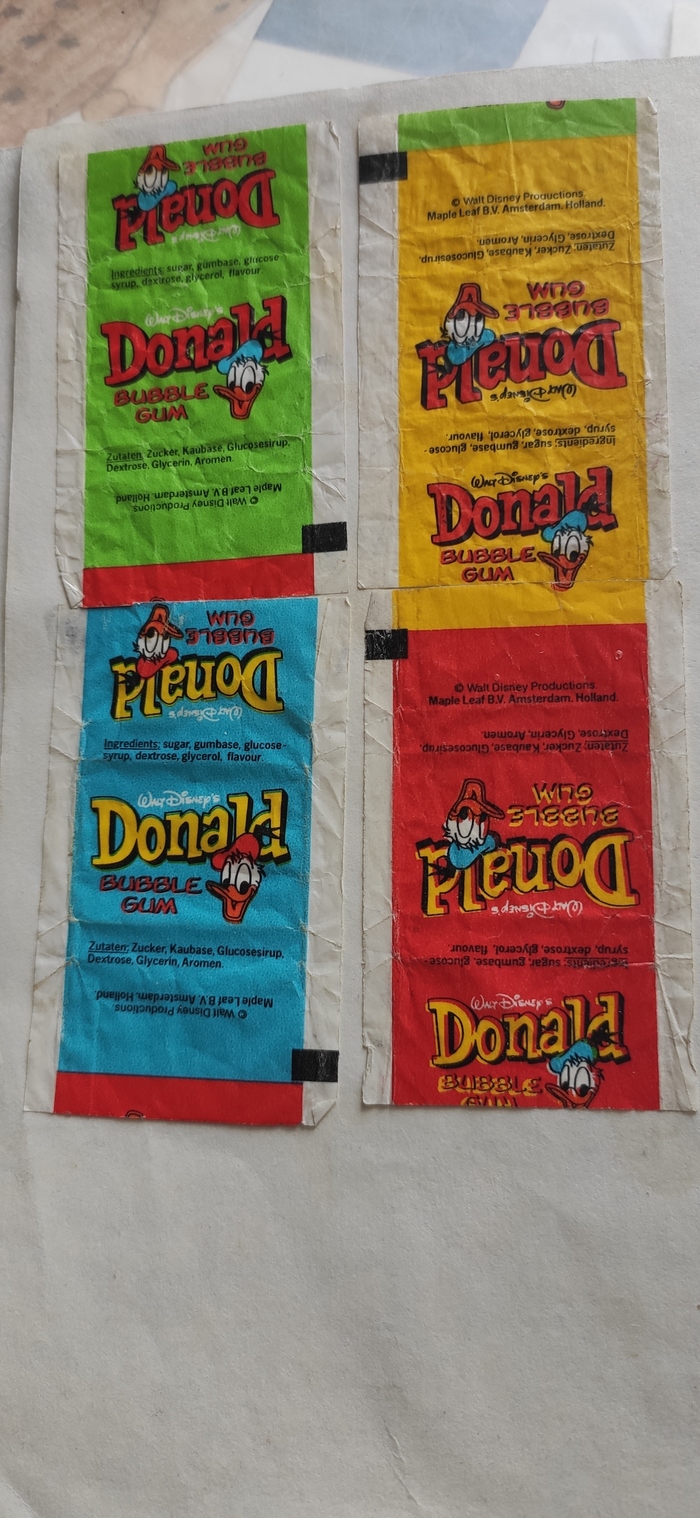 BUBBLE
GUM
Donald
Walt Disney's
Ingredients: sugar, gumbase, glucose
syrup, dextrose, glycerol, flavour.
Walt Disney's
Donald
BUBBLE
GUM
Zutaten: Zucker, Kaubase, Glucosesirup,
Dextrose, Glycerin, Aromen.
© Walt Disney Productions
Maple Leaf B.V. Amsterdam. Holland
© Walt Disney Productions.
Maple Leaf B.V. Amsterdam. Holland.
Zutaten: Zucker, Kaubase, Glucosesirup,
Dextrose, Glycerin, Aromen.
BUBBLE
GUM
Donald
Walt Disney's
Ingredients: sugar, gumbase, glucose-
syrup, dextrose, glycerol, flavour.
Walt Disney's
Donald
BUBBLE
GUM
BUBBLE
GUM
Donald
Walt Disney's
Ingredients: sugar, gumbase, glucose-
syrup, dextrose, glycerol, flavour.
Walt Disney's
Donald
BUBBLE
GUM
Zutaten: Zucker, Kaubase, Glucosesirup,
Dextrose, Glycerin, Aromen.
© Walt Disney Productions
Maple Leaf B.V. Amsterdam. Holland.
© Walt Disney Productions.
Maple Leaf B.V. Amsterdam. Holland.
Zutaten: Zucker, Kaubase, Glucosesirup,
Dextrose, Glycerin, Aromen.
BUBBLE
GUM
Donald
Walt Disney's
Ingredients: sugar, gumbase, glucose-
syrup, dextrose, glycerol, flavour.
Walt Disney's
Donald
BUBBLE
GUM